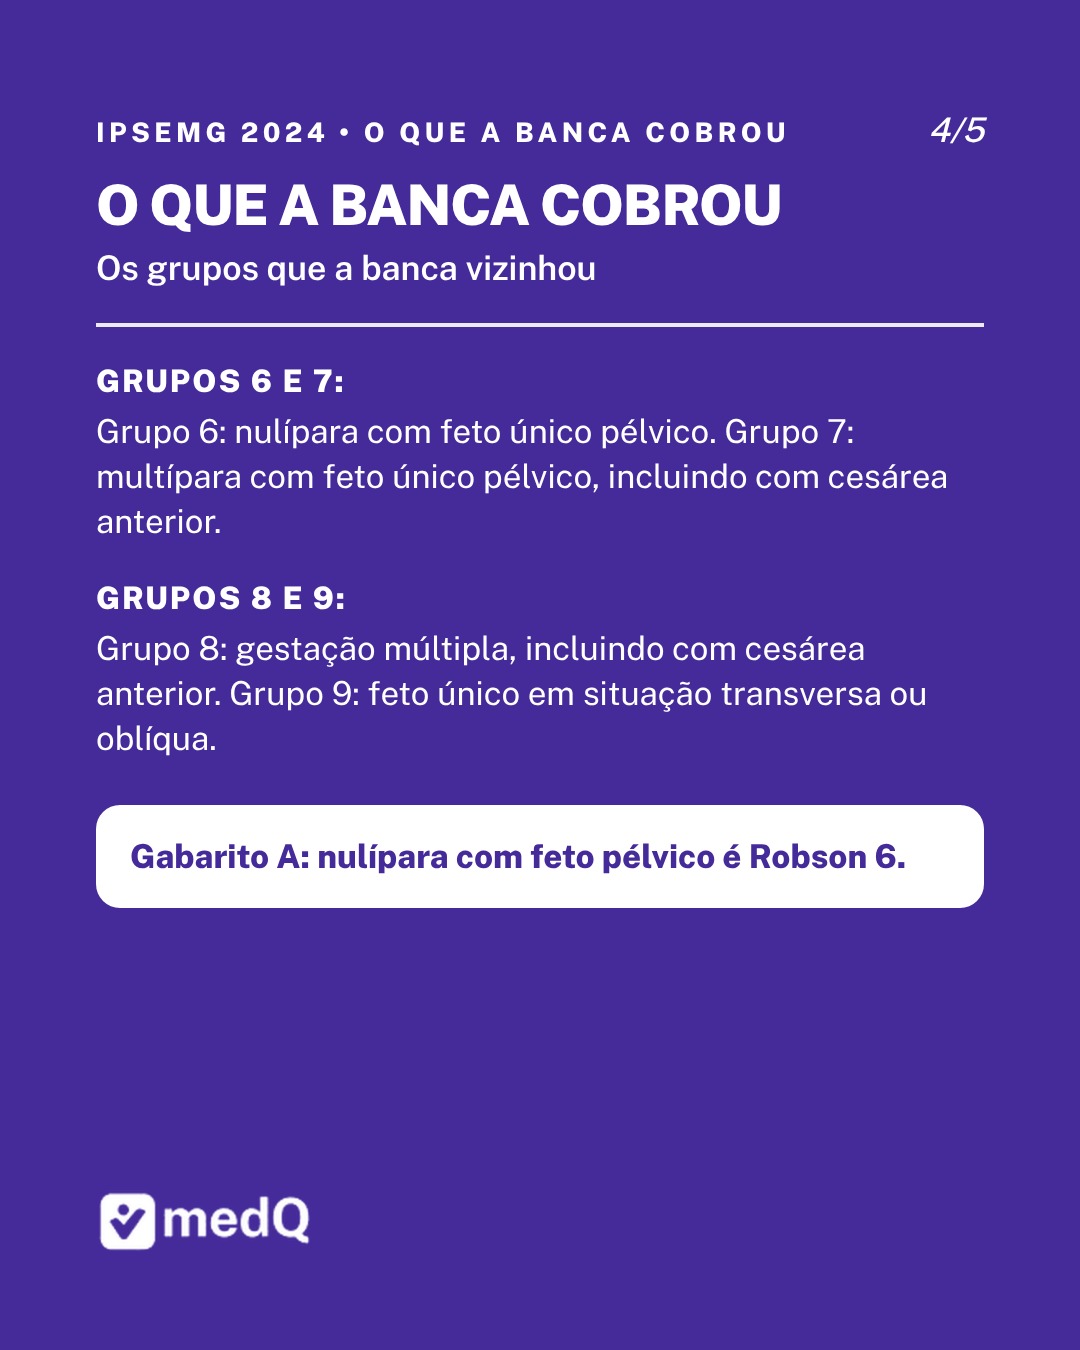 IPSEMG 2024 • O QUE A BANCA COBROU
4/5
O QUE A BANCA COBROU
Os grupos que a banca vizinhou
GRUPOS 6 E 7:
Grupo 6: nulípara com feto único pélvico. Grupo 7:
multípara com feto único pélvico, incluindo com cesárea
anterior.
GRUPOS 8 E 9:
Grupo 8: gestação múltipla, incluindo com cesárea
anterior. Grupo 9: feto único em situação transversa ou
oblíqua.
Gabarito A: nulípara com feto pélvico é Robson 6.
medQ